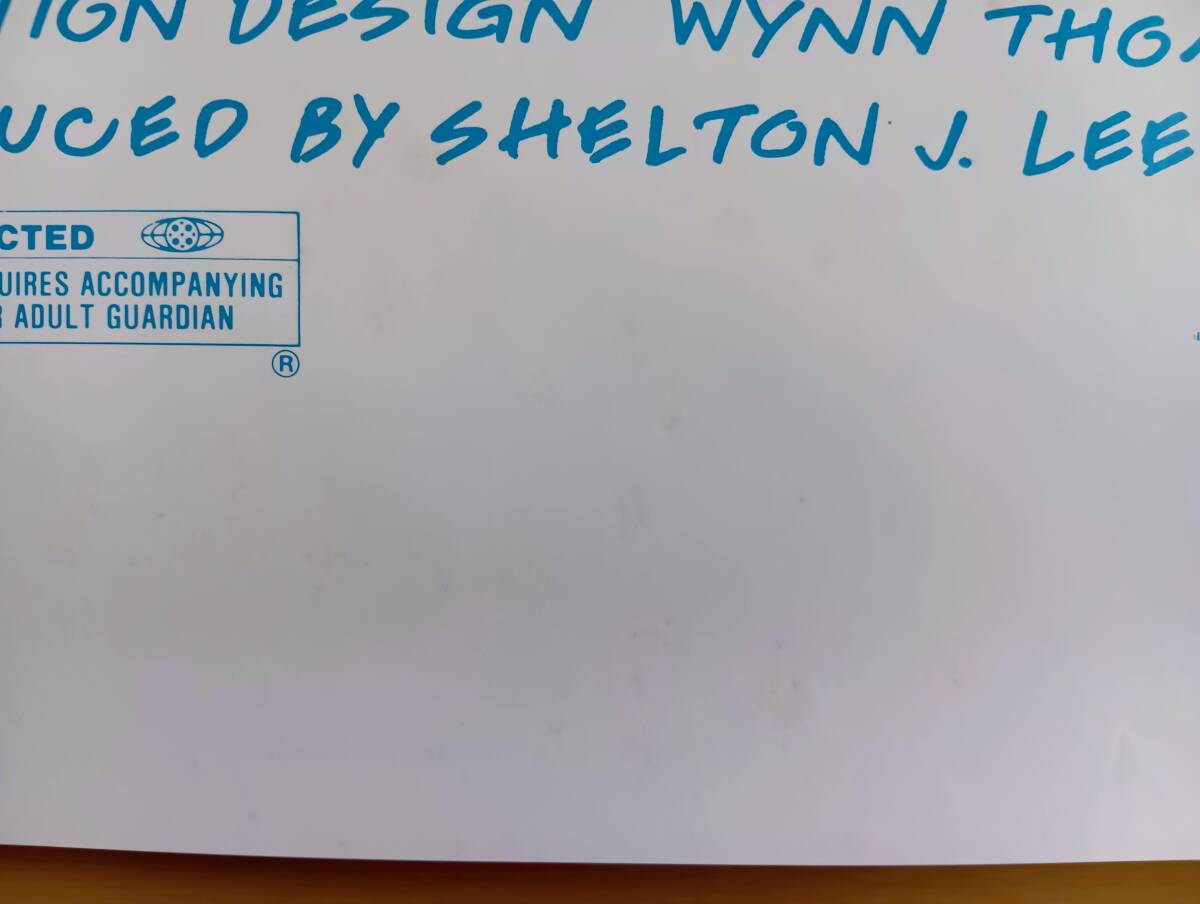 TION DESIGN WYNN THO
UCED BY SHELTON J. LEE
CTED
UIRES ACCOMPANYING
R ADULT GUARDIAN
®